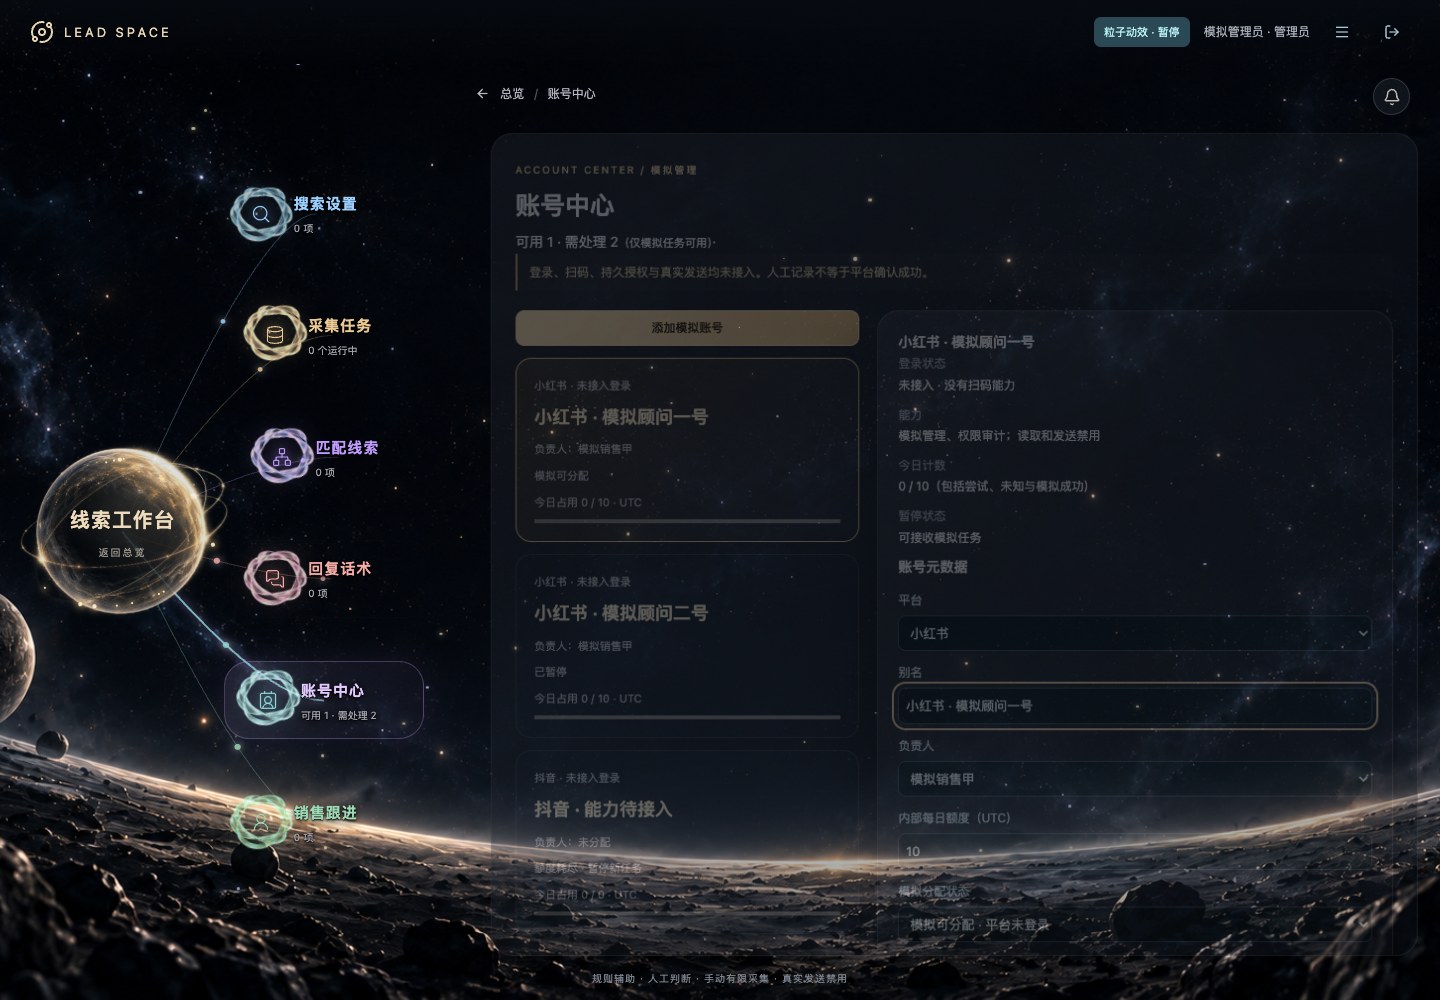 LEAD SPACE
粒子动效 · 暂停
模拟管理员 · 管理员
总览 / 账号中心
搜索设置
0 项
采集任务
0 个运行中
匹配线索
0 项
线索工作台
返回总览
回复话术
0 项
账号中心
可用 1 · 需处理 2
销售跟进
0 项
ACCOUNT CENTER / 模拟管理
账号中心
可用 1 · 需处理 2（仅模拟任务可用）
登录、扫码、持久授权与真实发送均未接入。人工记录不等于平台确认成功。
添加模拟账号
小红书 · 未接入登录
小红书 · 模拟顾问一号
负责人：模拟销售甲
模拟可分配
今日占用 0 / 10 · UTC
小红书 · 未接入登录
小红书 · 模拟顾问二号
负责人：模拟销售甲
已暂停
今日占用 0 / 10 · UTC
抖音 · 未接入登录
抖音 · 能力待接入
负责人：未分配
额度耗尽 · 暂停新任务
今日占用 0 / 0 · UTC
小红书 · 模拟顾问一号
登录状态
未接入 · 没有扫码能力
能力
模拟管理、权限审计；读取和发送禁用
今日计数
0 / 10（包括尝试、未知与模拟成功）
暂停状态
可接收模拟任务
账号元数据
平台
小红书
别名
小红书 · 模拟顾问一号
负责人
模拟销售甲
内部每日额度（UTC）
10
模拟分配状态
模拟可分配 · 平台未登录
规则辅助 · 人工判断 · 手动有限采集 · 真实发送禁用